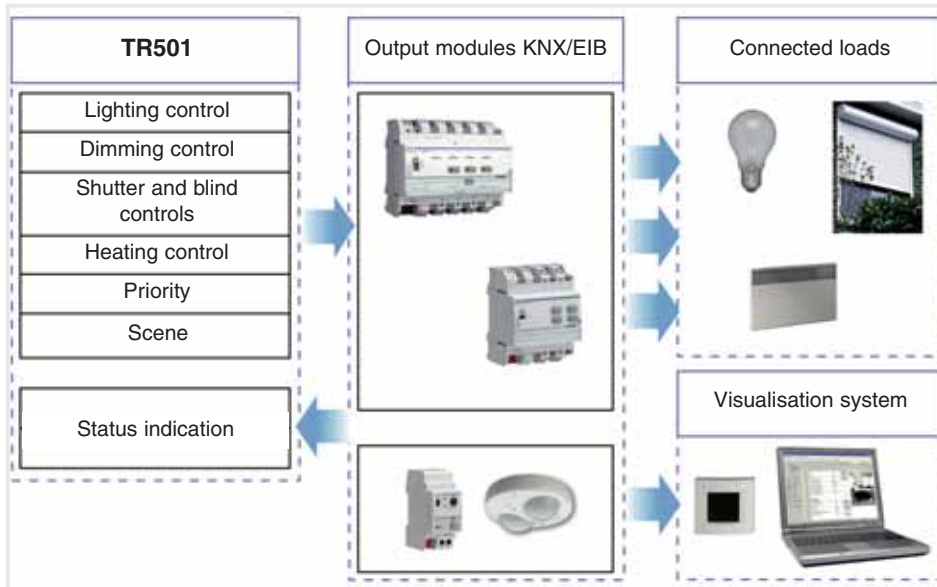 TR501
Lighting control
Dimming control
Shutter and blind
controls
Heating control
Priority
Scene
Status indication
Output modules KNX/EIB
Connected loads
Visualisation system